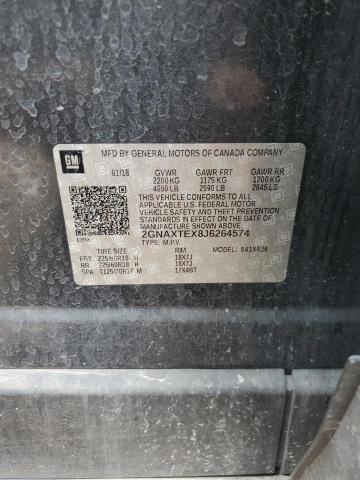 GM
MFD BY GENERAL MOTORS OF CANADA COMPANY
01/18 GVWR GAWR FRT GAWR RR
2200 KG 1175 KG 1200 KG
4850 LB 2590 LB 2645 LB
THIS VEHICLE CONFORMS TO ALL
APPLICABLE U.S. FEDERAL MOTOR
VEHICLE SAFETY AND THEFT PREVENTION
STANDARDS IN EFFECT ON THE DATE OF
MANUFACTURE SHOWN ABOVE.
2GNAXTEX8J6264574
TYPE: M.P.V. MODEL: 841XR26
TIRE SIZE RIM
FRT 225/60R18 H 18X7J
RR 225/60R18 H 18X7J
SPA T125/70R17 M 17X4BT